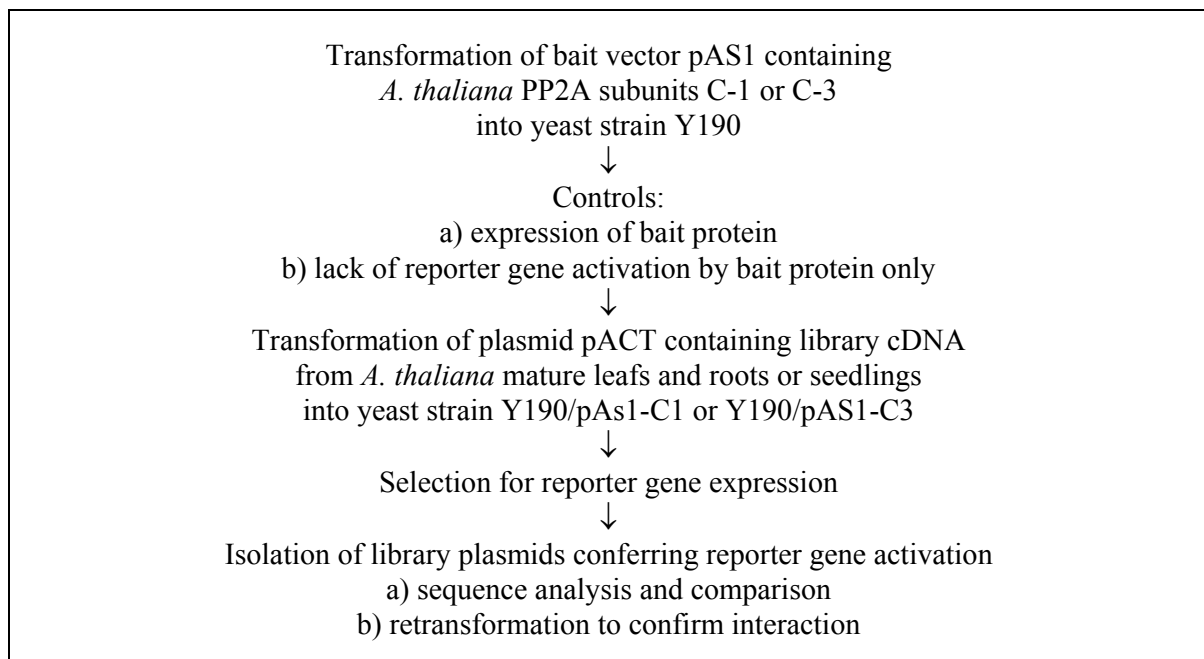 Transformation of bait vector pAS1 containing
A. thaliana PP2A subunits C-1 or C-3
into yeast strain Y190
↓
Controls:
a) expression of bait protein
b) lack of reporter gene activation by bait protein only
↓
Transformation of plasmid pACT containing library cDNA
from A. thaliana mature leafs and roots or seedlings
into yeast strain Y190/pAs1-C1 or Y190/pAS1-C3
↓
Selection for reporter gene expression
↓
Isolation of library plasmids conferring reporter gene activation
a) sequence analysis and comparison
b) retransformation to confirm interaction